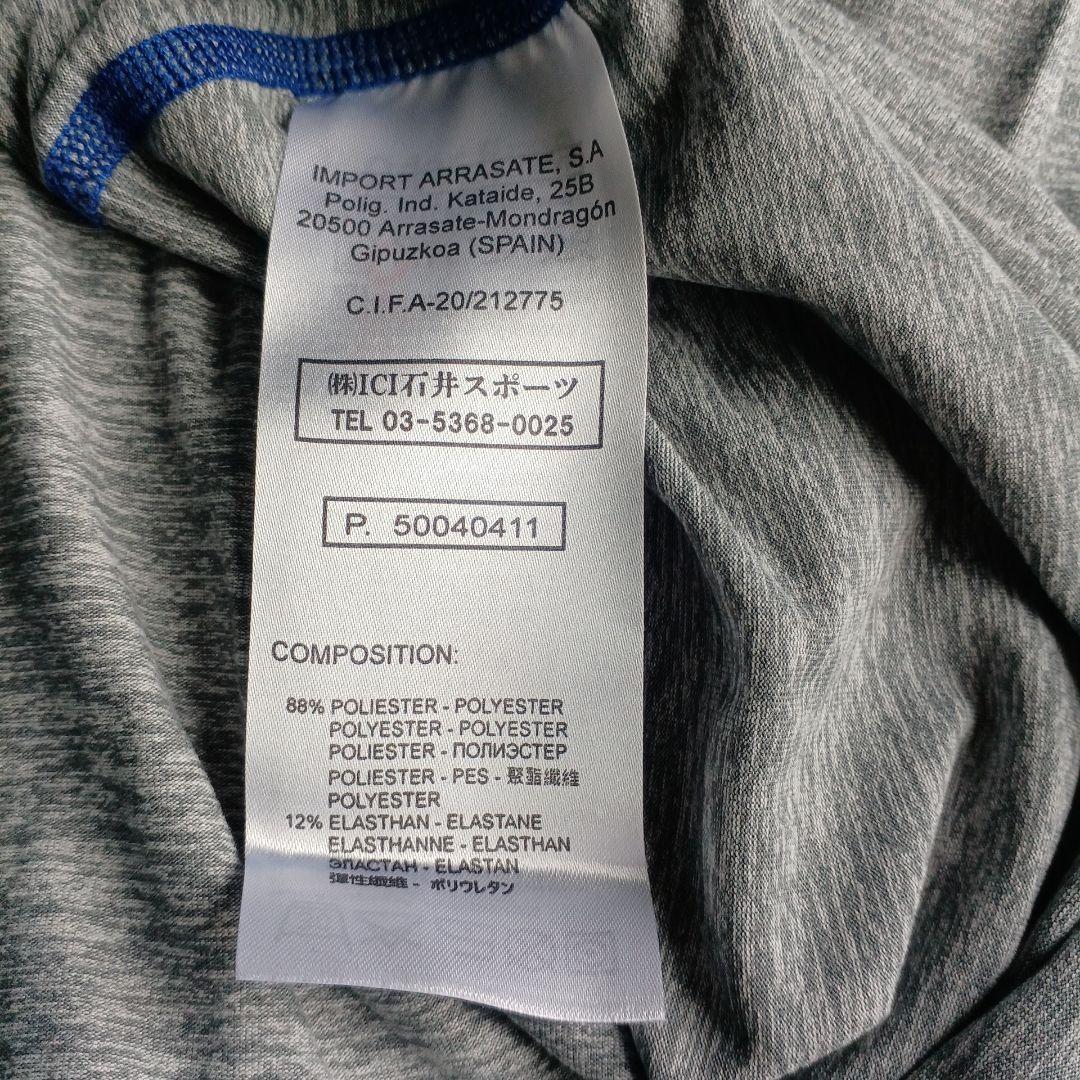 IMPORT ARRASATE, S.A
Polig. Ind. Kataide, 25B
20500 Arrasate-Mondragón
Gipuzkoa (SPAIN)
C.I.F.A-20/212775
㈱ICI石井スポーツ
TEL 03-5368-0025
P. 50040411
COMPOSITION:
88% POLIESTER - POLYESTER
POLYESTER - POLYESTER
POLIESTER - ПОЛИЭСТЕР
POLIESTER - PES - 聚酯纖維
POLYESTER
12% ELASTHAN - ELASTANE
ELASTHANNE - ELASTHAN
ЭЛАСТАН - ELASTAN
彈性纖維 - ポリウレタン